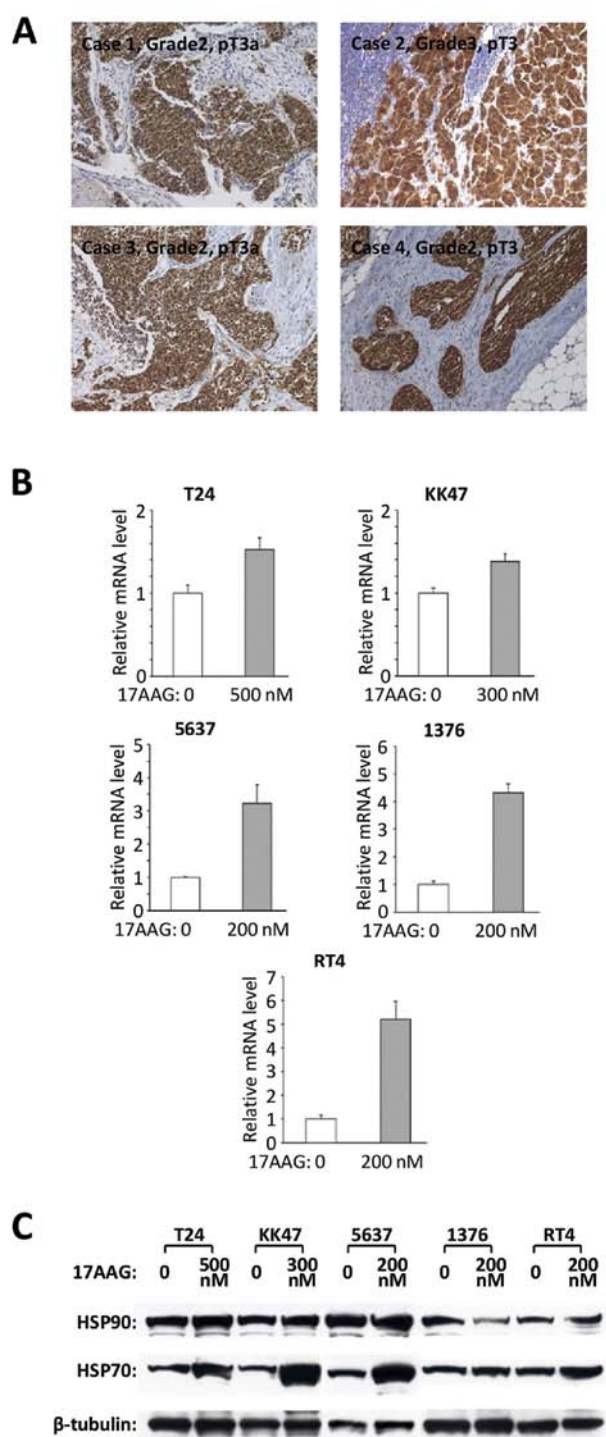 A
Case 1, Grade2, pT3a
Case 2, Grade3, pT3
Case 3, Grade2, pT3a
Case 4, Grade2, pT3
B
T24
Relative mRNA level
2
1
0
17AAG: 0 500 nM
KK47
Relative mRNA level
2
1
0
17AAG: 0 300 nM
5637
Relative mRNA level
5
4
3
2
1
0
17AAG: 0 200 nM
1376
Relative mRNA level
6
5
4
3
2
1
0
17AAG: 0 200 nM
RT4
Relative mRNA level
7
6
5
4
3
2
1
0
17AAG: 0 200 nM
C
T24 KK47 5637 1376 RT4
17AAG: 0 500 nM 0 300 nM 0 200 nM 0 200 nM 0 200 nM
HSP90:
HSP70:
β-tubulin: